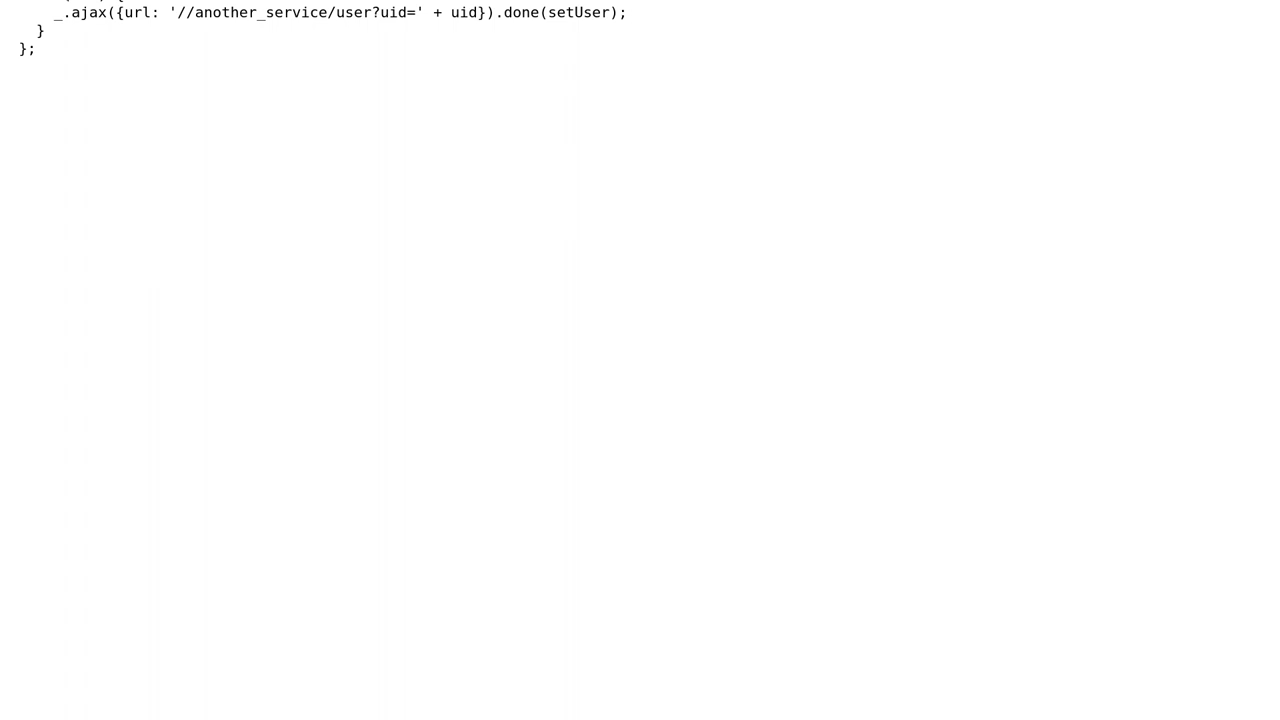 _.ajax({url: '//another_service/user?uid=' + uid}).done(setUser);
}
};